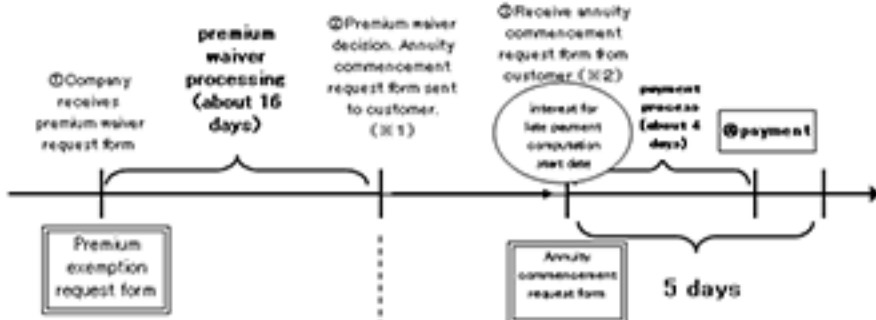 ①Company
receives
premium waiver
request form
premium
waiver
processing
(about 16
days)
②Premium waiver
decision. Annuity
commencement
request form sent
to customer.
(※1)
③Receive annuity
commencement
request form from
customer (※2)
interest for
late payment
computation
start date
payment
process
(about 4
days)
④payment
Premium
exemption
request form
Annuity
commencement
request form
5 days